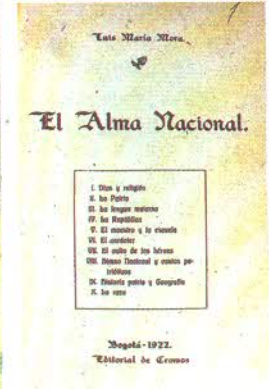 Luis María Mora.
El Alma Nacional.
I. Dios y religión
II. La Patria
III. La lengua materna
IV. La República
V. El maestro y la escuela
VI. El carácter
VII. El culto de los héroes
VIII. Himno Nacional y cantos patrióticos
IX. Historia patria y Geografía
X. La raza
Bogotá - 1922.
Editorial de Cromos